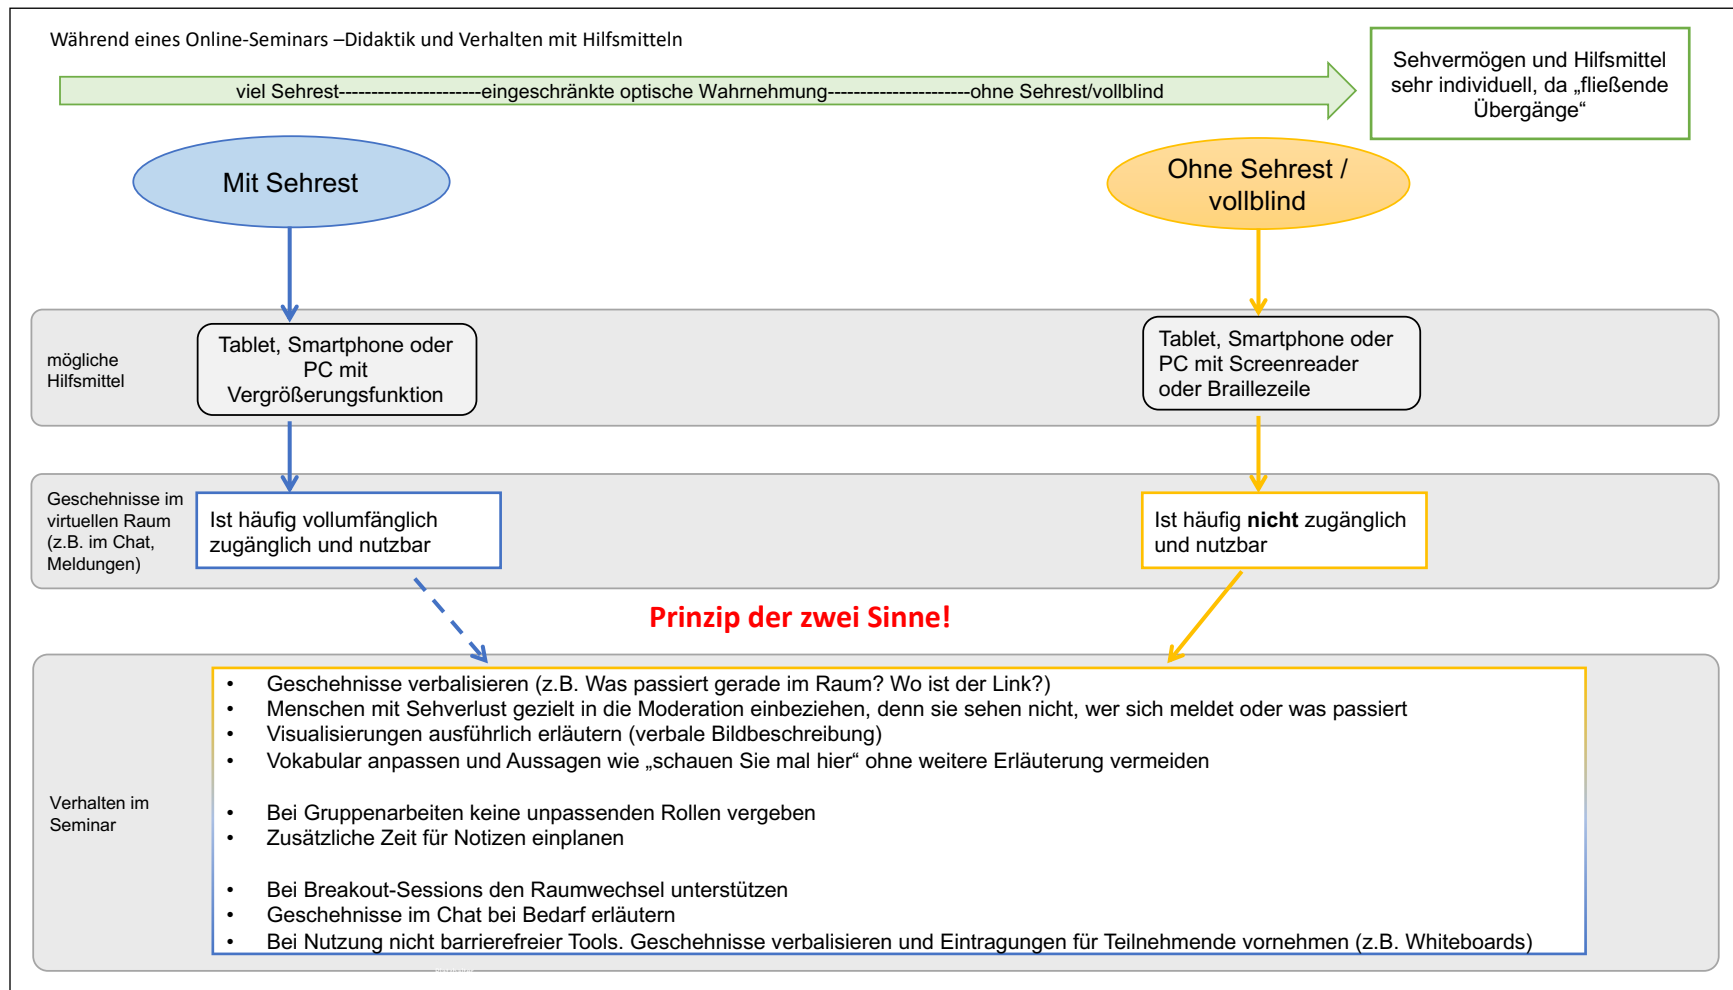 Während eines Online-Seminars –Didaktik und Verhalten mit Hilfsmitteln
viel Sehrest----------------------eingeschränkte optische Wahrnehmung----------------------ohne Sehrest/vollblind
Sehvermögen und Hilfsmittel
sehr individuell, da „fließende
Übergänge“
Mit Sehrest
Ohne Sehrest /
vollblind
mögliche
Hilfsmittel
Tablet, Smartphone oder
PC mit
Vergrößerungsfunktion
Tablet, Smartphone oder
PC mit Screenreader
oder Braillezeile
Geschehnisse im
virtuellen Raum
(z.B. im Chat,
Meldungen)
Ist häufig vollumfänglich
zugänglich und nutzbar
Ist häufig nicht zugänglich
und nutzbar
Prinzip der zwei Sinne!
Verhalten im
Seminar
• Geschehnisse verbalisieren (z.B. Was passiert gerade im Raum? Wo ist der Link?)
• Menschen mit Sehverlust gezielt in die Moderation einbeziehen, denn sie sehen nicht, wer sich meldet oder was passiert
• Visualisierungen ausführlich erläutern (verbale Bildbeschreibung)
• Vokabular anpassen und Aussagen wie „schauen Sie mal hier“ ohne weitere Erläuterung vermeiden
• Bei Gruppenarbeiten keine unpassenden Rollen vergeben
• Zusätzliche Zeit für Notizen einplanen
• Bei Breakout-Sessions den Raumwechsel unterstützen
• Geschehnisse im Chat bei Bedarf erläutern
• Bei Nutzung nicht barrierefreier Tools. Geschehnisse verbalisieren und Eintragungen für Teilnehmende vornehmen (z.B. Whiteboards)